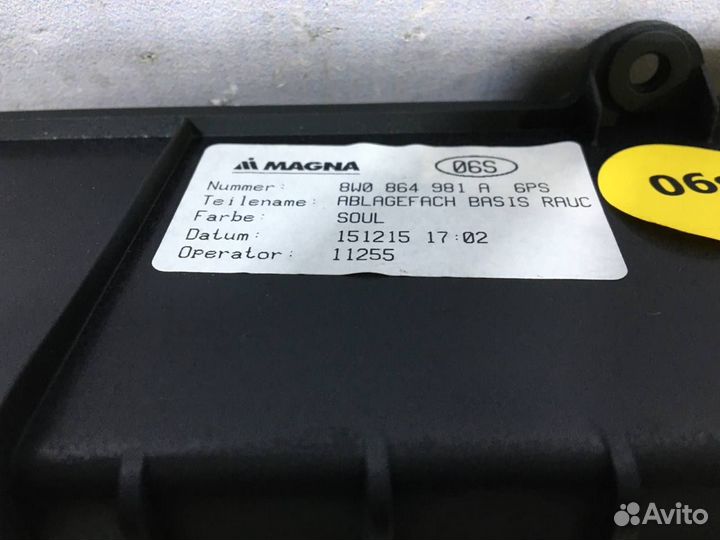 MAGNA 06S
Nummer: 8W0 864 981 A 6PS
Teilename: ABLAGEFACH BASIS RAUC
Farbe: SOUL
Datum: 151215 17:02
Operator: 11255
06
Avito